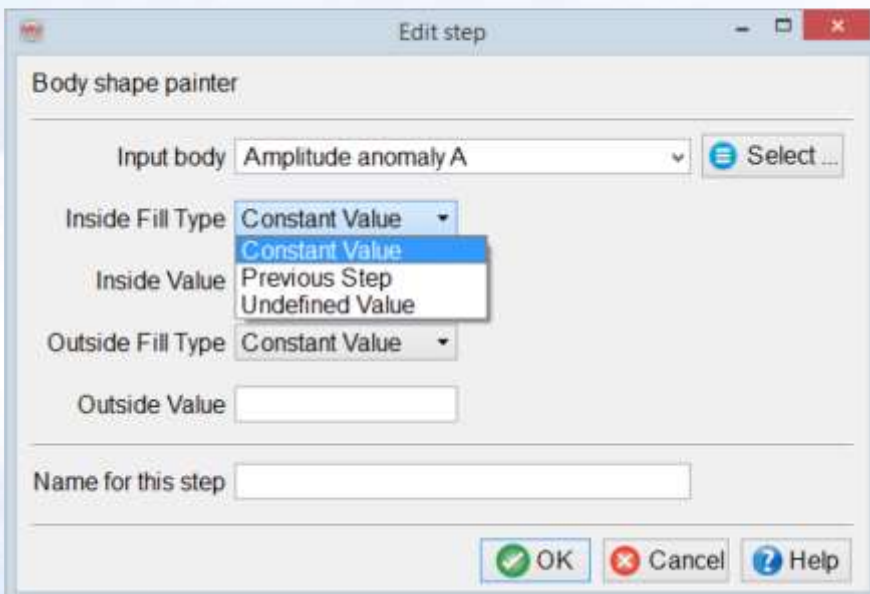 Edit step
Body shape painter
Input body Amplitude anomaly A Select ...
Inside Fill Type Constant Value
Constant Value
Inside Value Previous Step
Undefined Value
Outside Fill Type Constant Value
Outside Value
Name for this step
OK Cancel Help